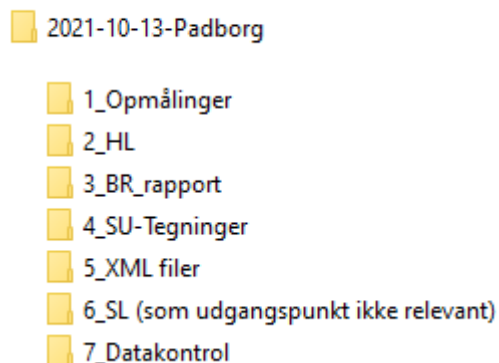 2021-10-13-Padborg
1_Opmålinger
2_HL
3_BR_rapport
4_SU-Tegninger
5_XML filer
6_SL (som udgangspunkt ikke relevant)
7_Datakontrol